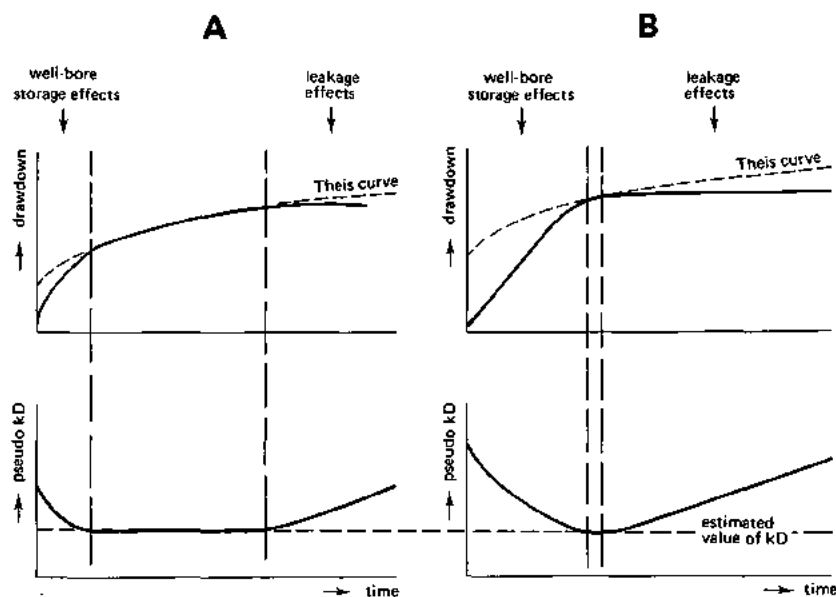 A
B
well-bore
storage effects
leakage
effects
well-bore
storage effects
leakage
effects
drawdown
Theis curve
drawdown
Theis curve
pseudo kD
pseudo kD
estimated
value of kD
time
time